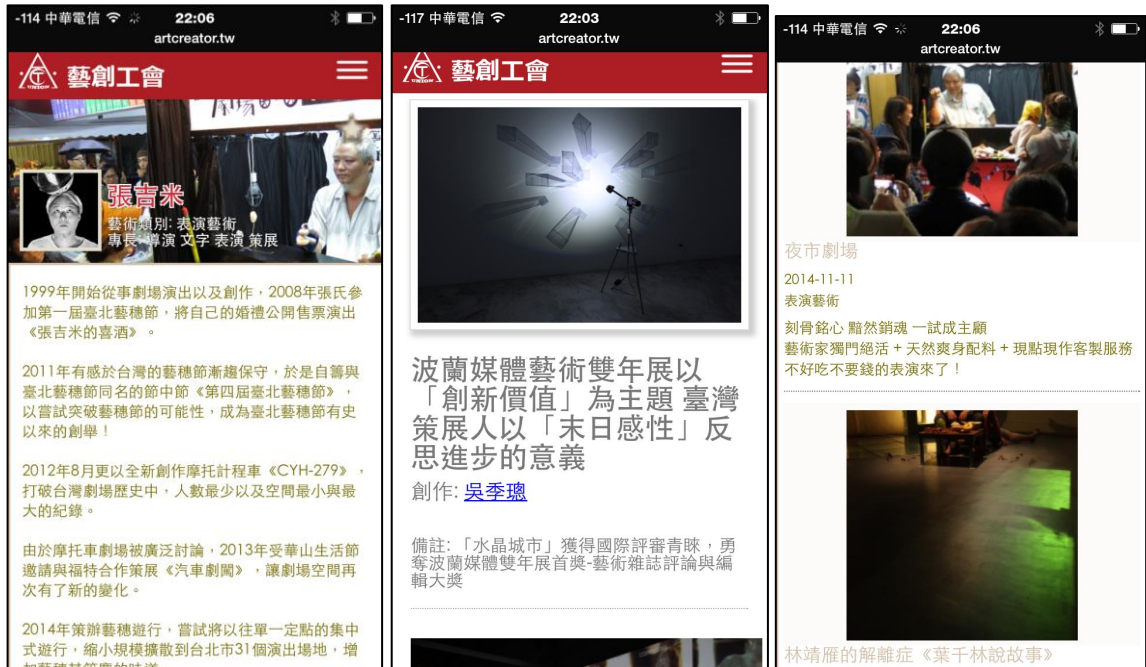 -114 中華電信 22:06
artcreator.tw
藝創工會
張吉米
藝術類別: 表演藝術
專長: 導演 文字 表演 策展
1999年開始從事劇場演出以及創作，2008年張氏參
加第一屆臺北藝穗節，將自己的婚禮公開售票演出
《張吉米的喜酒》。
2011年有感於台灣的藝穗節漸趨保守，於是自籌與
臺北藝穗節同名的節中節《第四屆臺北藝穗節》，
以嘗試突破藝穗節的可能性，成為臺北藝穗節有史
以來的創舉！
2012年8月更以全新創作摩托計程車《CYH-279》，
打破台灣劇場歷史中，人數最少以及空間最小與最
大的紀錄。
由於摩托車劇場被廣泛討論，2013年受華山生活節
邀請與福特合作策展《汽車劇闖》，讓劇場空間再
次有了新的變化。
2014年策辦藝穗遊行，嘗試將以往單一定點的集中
式遊行，縮小規模擴散到台北市31個演出場地，增
-117 中華電信 22:03
artcreator.tw
藝創工會
波蘭媒體藝術雙年展以
「創新價值」為主題 臺灣
策展人以「末日感性」反
思進步的意義
創作: 吳季璁
備註: 「水晶城市」獲得國際評審青睞，勇
奪波蘭媒體雙年展首獎-藝術雜誌評論與編
輯大獎
-114 中華電信 22:06
artcreator.tw
夜市劇場
2014-11-11
表演藝術
刻骨銘心 黯然銷魂 一試成主顧
藝術家獨門絕活 + 天然爽身配料 + 現點現作客製服務
不好吃不要錢的表演來了！
林靖雁的解離症《葉千林說故事》